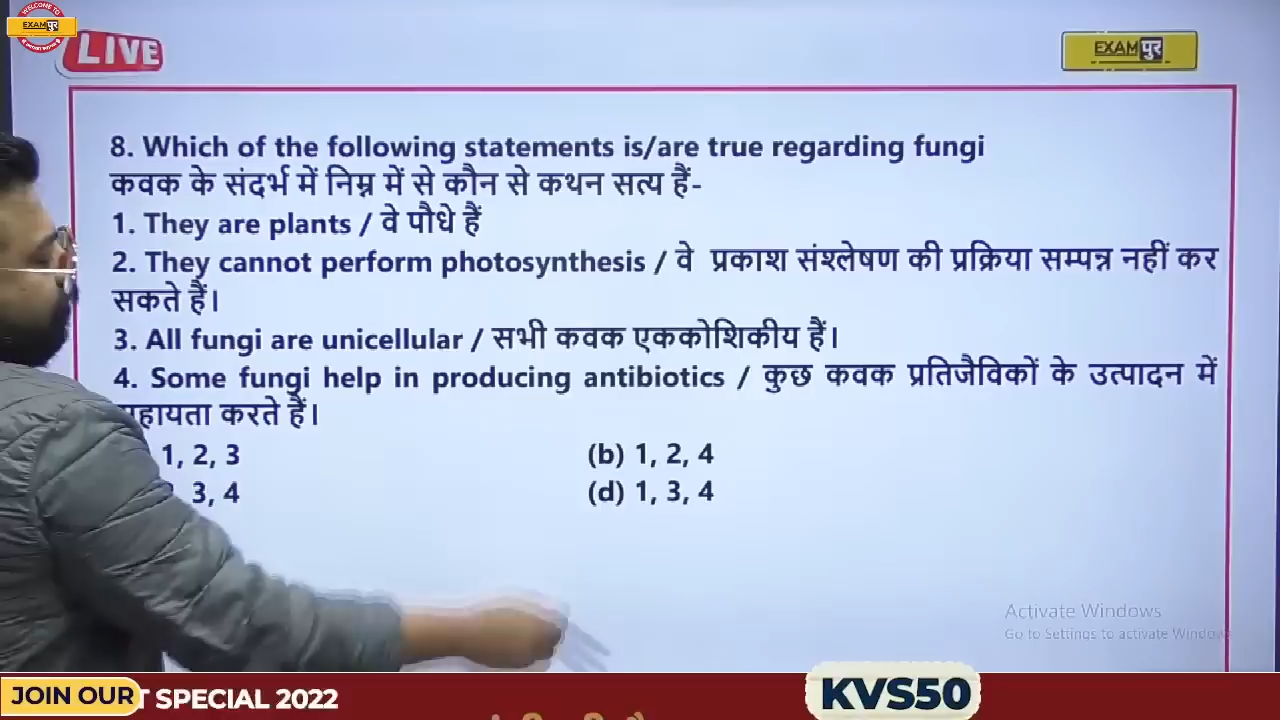 WELCOME TO
EXAMपुर
LIVE
EXAMपुर
8. Which of the following statements is/are true regarding fungi
कवक के संदर्भ में निम्न में से कौन से कथन सत्य हैं-
1. They are plants / वे पौधे हैं
2. They cannot perform photosynthesis / वे प्रकाश संश्लेषण की प्रक्रिया सम्पन्न नहीं कर
सकते हैं।
3. All fungi are unicellular / सभी कवक एककोशिकीय हैं।
4. Some fungi help in producing antibiotics / कुछ कवक प्रतिजैविकों के उत्पादन में
करते हैं।
1, 2, 3
(b) 1, 2, 4
3, 4
(d) 1, 3, 4
Activate Windows
Go to Settings to activate Windows
JOIN OUR
T SPECIAL 2022
KVS50